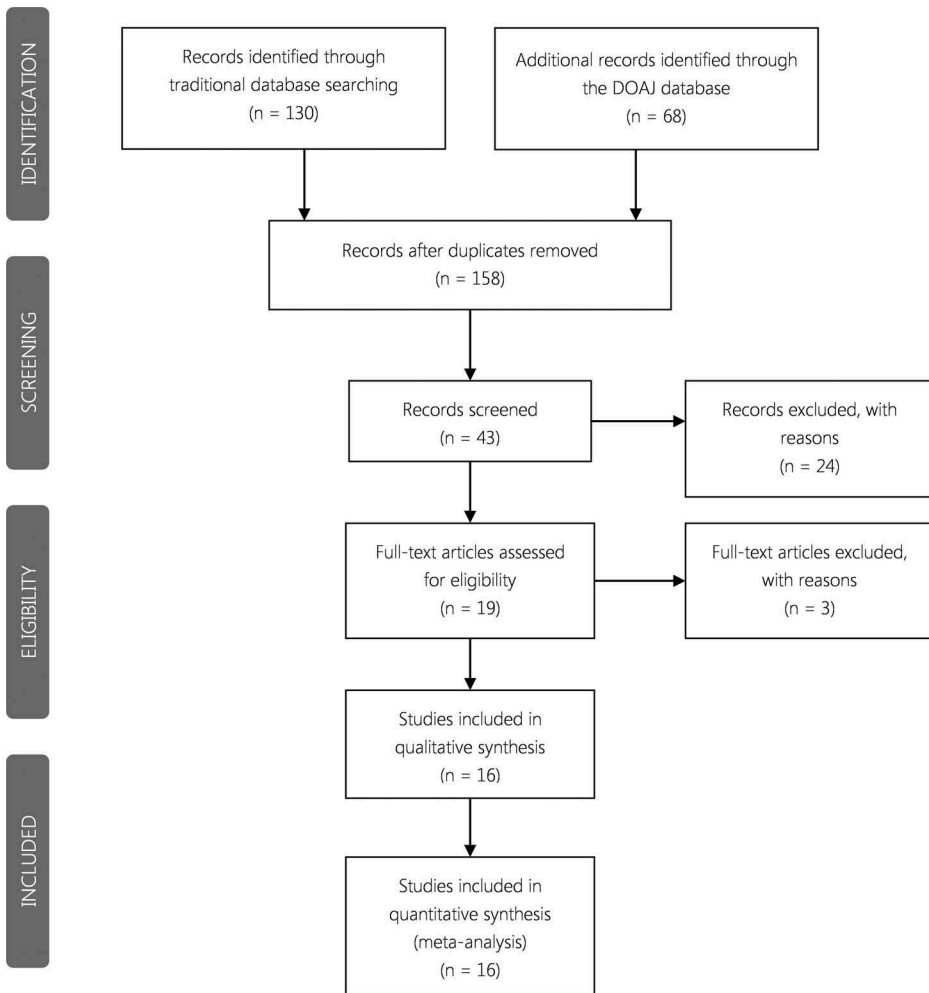 IDENTIFICATION
Records identified through
traditional database searching
(n = 130)
Additional records identified through
the DOAJ database
(n = 68)
SCREENING
Records after duplicates removed
(n = 158)
Records screened
(n = 43)
Records excluded, with
reasons
(n = 24)
ELIGIBILITY
Full-text articles assessed
for eligibility
(n = 19)
Full-text articles excluded,
with reasons
(n = 3)
Studies included in
qualitative synthesis
(n = 16)
INCLUDED
Studies included in
quantitative synthesis
(meta-analysis)
(n = 16)